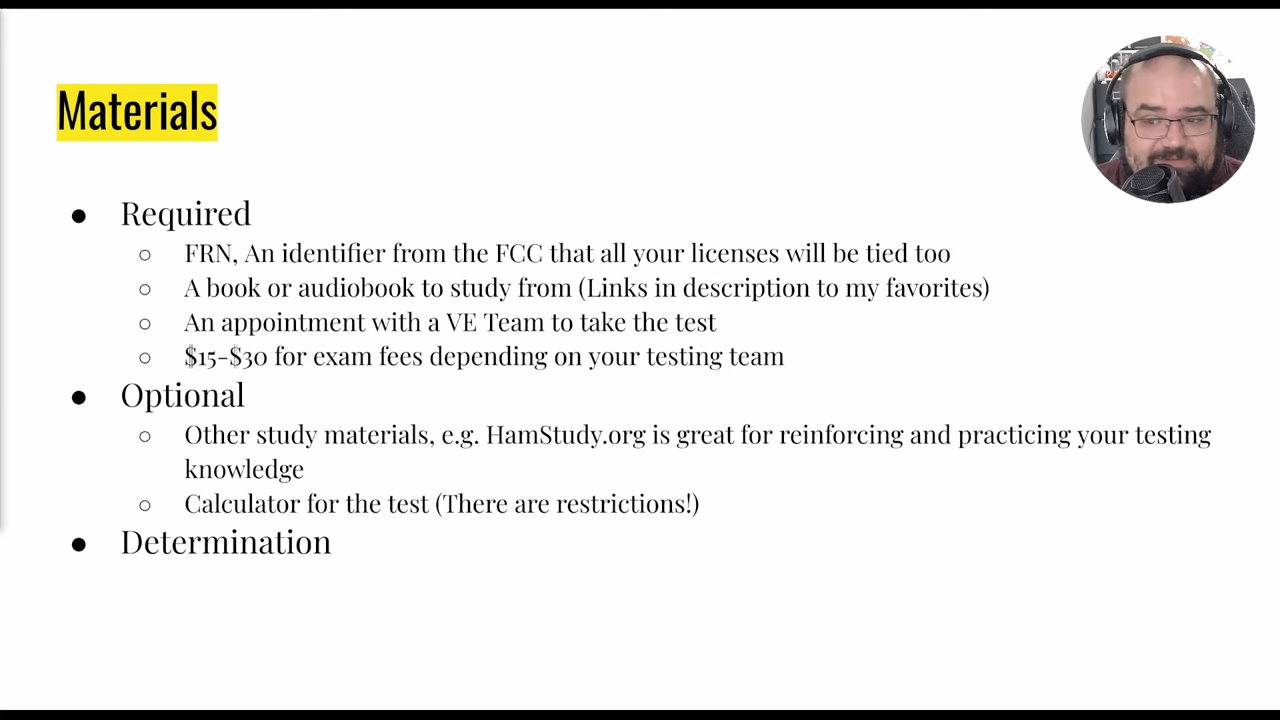 Materials
● Required
○ FRN, An identifier from the FCC that all your licenses will be tied too
○ A book or audiobook to study from (Links in description to my favorites)
○ An appointment with a VE Team to take the test
○ $15-$30 for exam fees depending on your testing team
● Optional
○ Other study materials, e.g. HamStudy.org is great for reinforcing and practicing your testing
knowledge
○ Calculator for the test (There are restrictions!)
● Determination